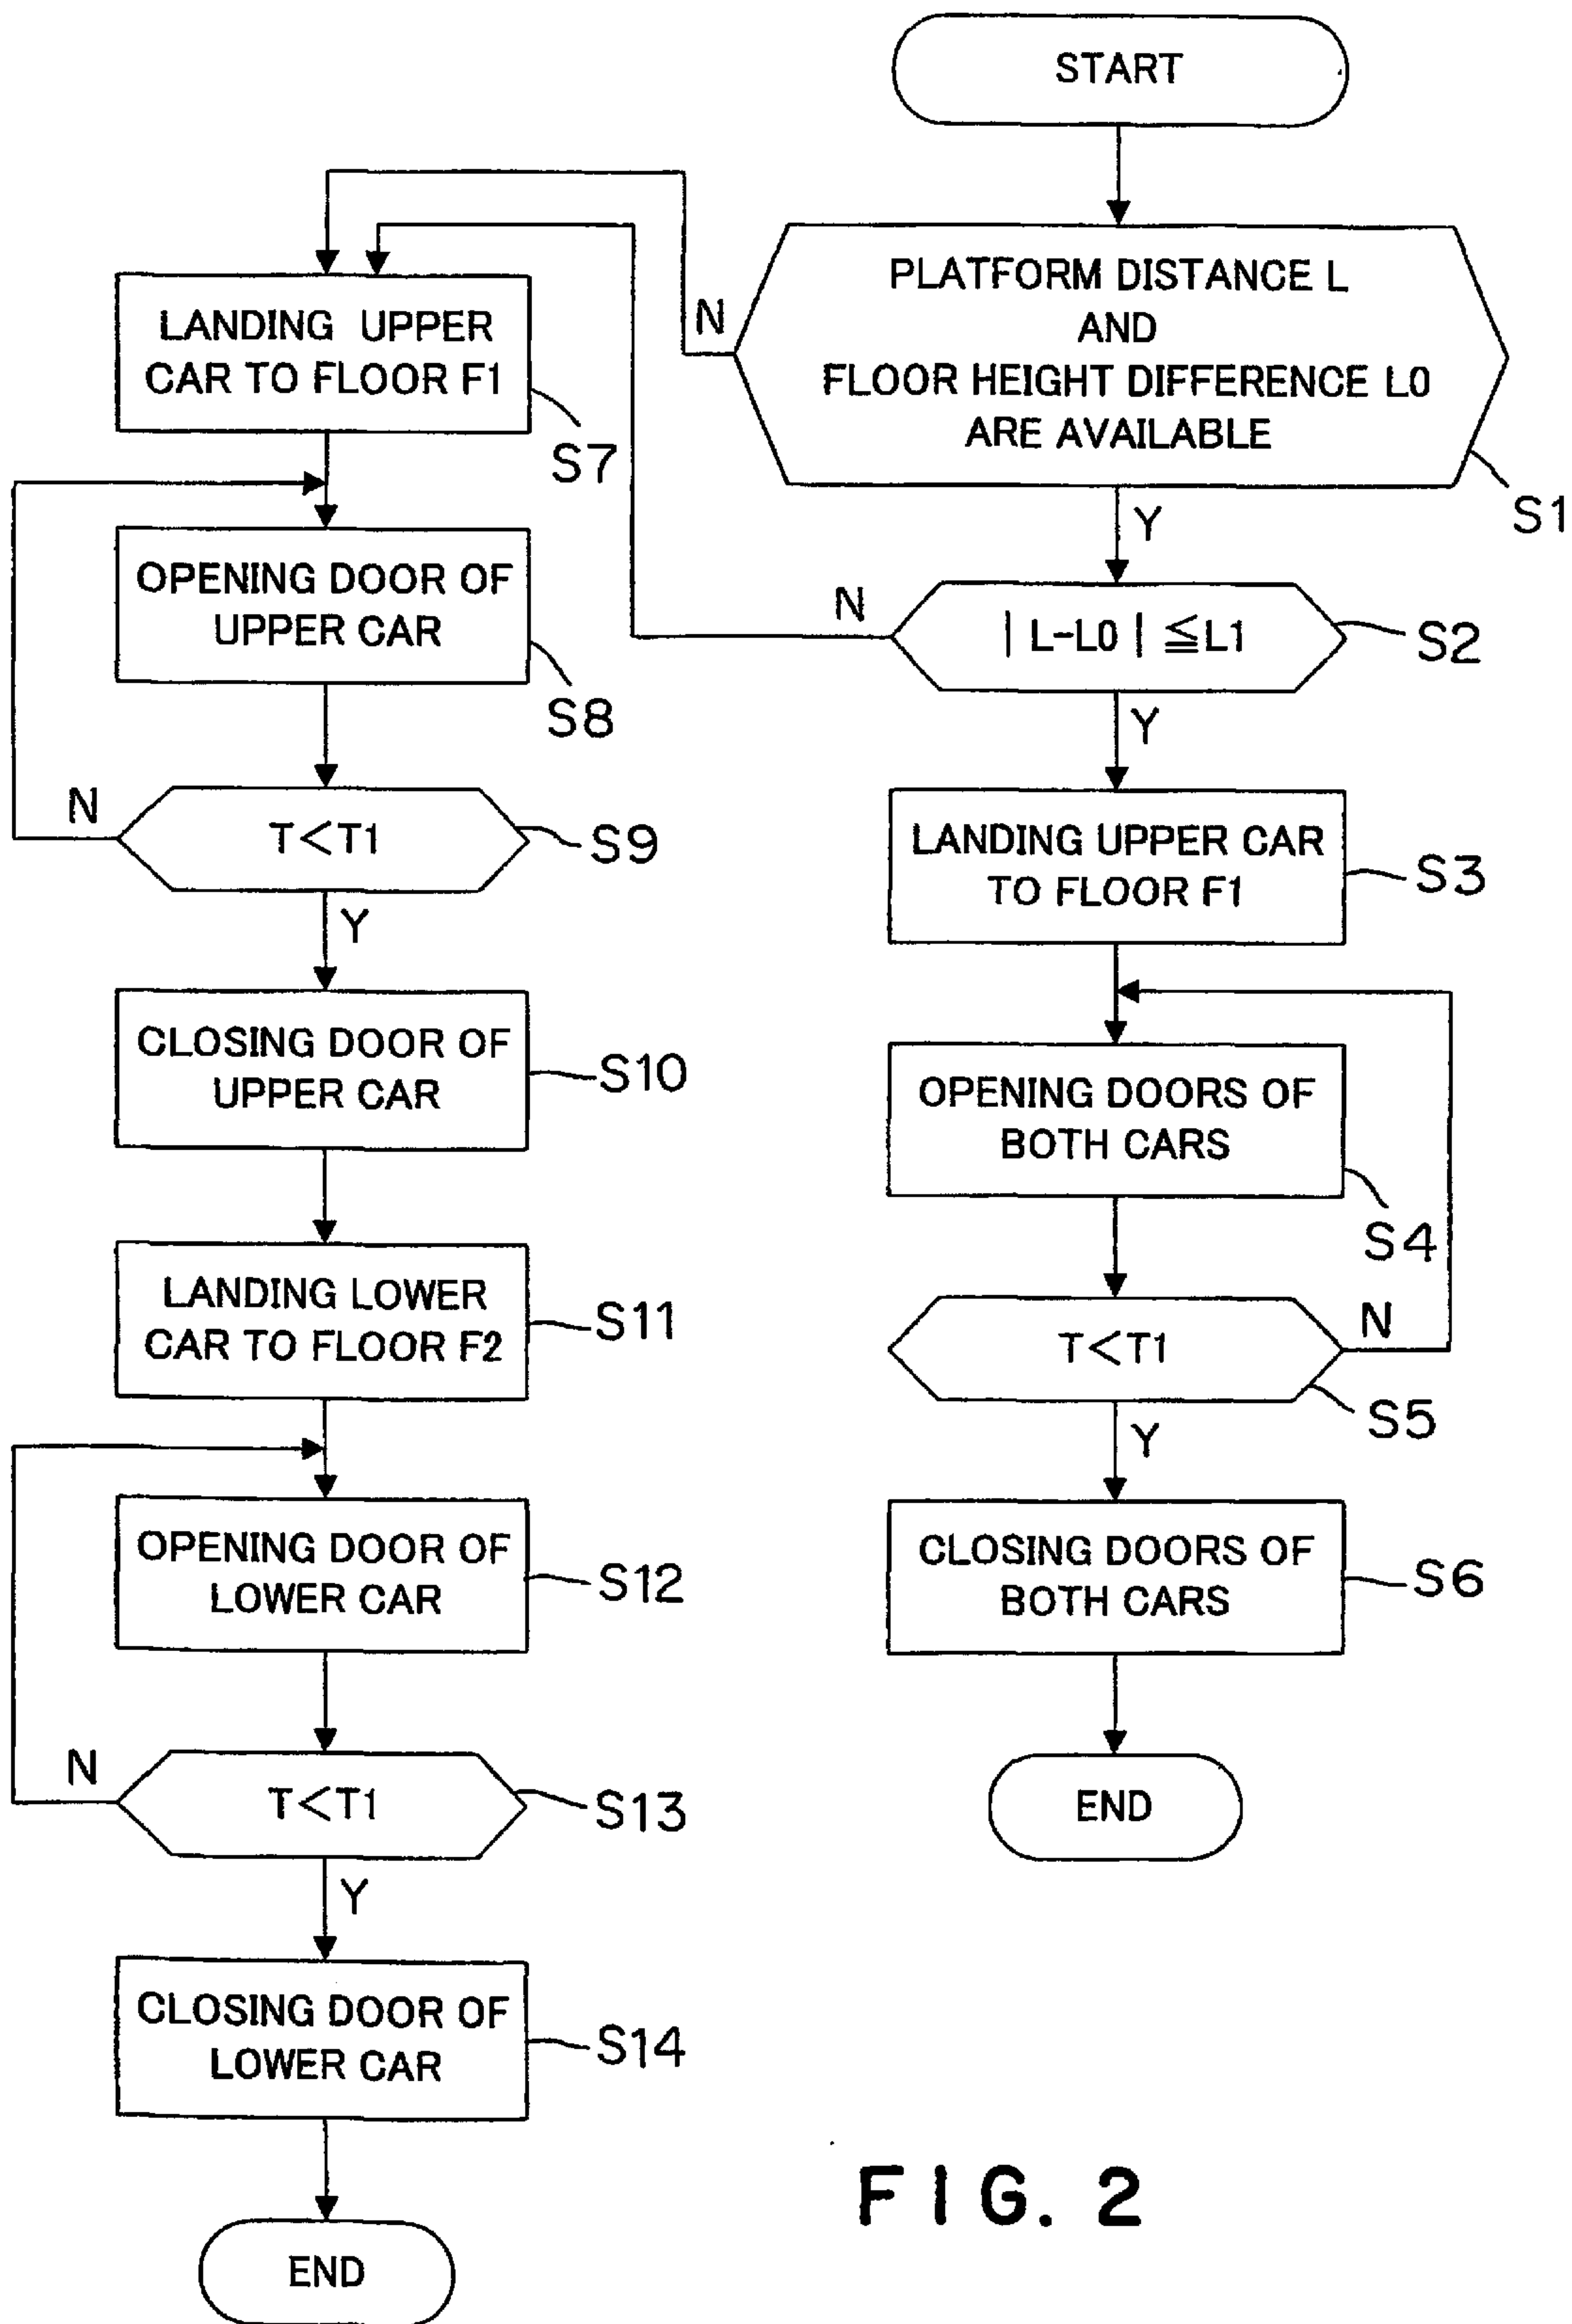 START
PLATFORM DISTANCE L
AND
FLOOR HEIGHT DIFFERENCE L0
ARE AVAILABLE
S1
N
Y
| L-L0 | ≦L1
S2
N
Y
LANDING UPPER CAR
TO FLOOR F1
S3
OPENING DOORS OF
BOTH CARS
S4
T<T1
S5
N
Y
CLOSING DOORS OF
BOTH CARS
S6
END
LANDING UPPER
CAR TO FLOOR F1
S7
OPENING DOOR OF
UPPER CAR
S8
T<T1
S9
N
Y
CLOSING DOOR OF
UPPER CAR
S10
LANDING LOWER
CAR TO FLOOR F2
S11
OPENING DOOR OF
LOWER CAR
S12
T<T1
S13
N
Y
CLOSING DOOR OF
LOWER CAR
S14
END
FIG. 2